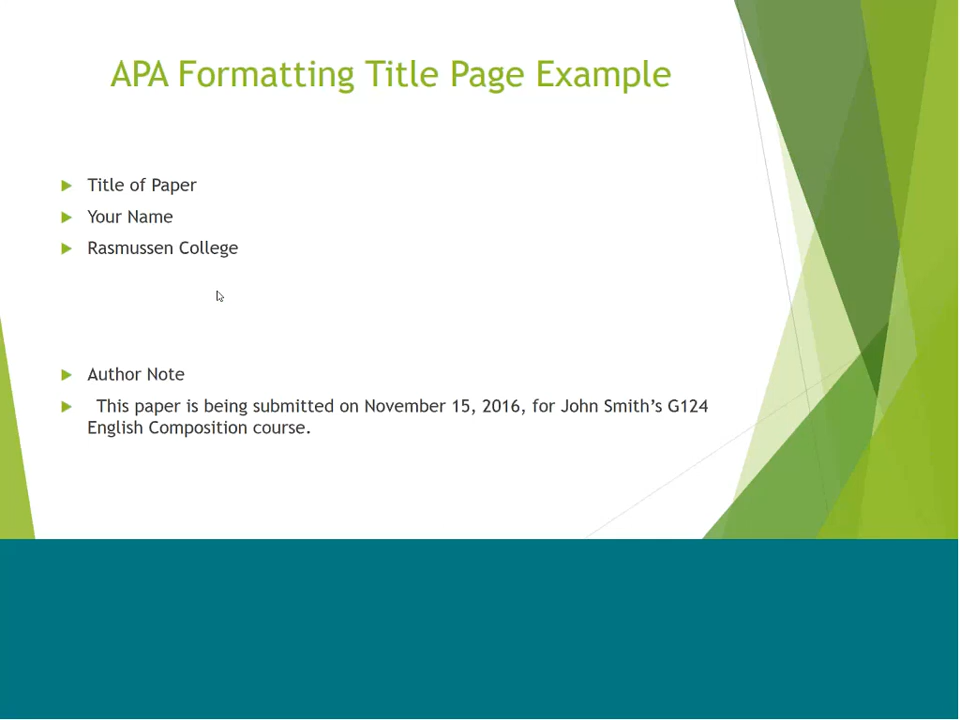 APA Formatting Title Page Example
Title of Paper
Your Name
Rasmussen College
Author Note
This paper is being submitted on November 15, 2016, for John Smith’s G124
English Composition course.